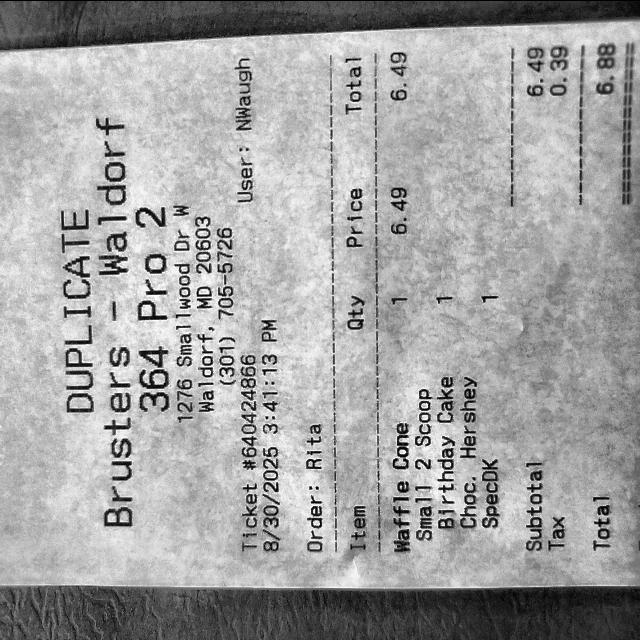 DUPLICATE
Brusters - Waldorf
364 Pro 2
1276 Smallwood Dr W
Waldorf, MD 20603
(301) 705-5726
Ticket #640424866 User: NWaugh
8/30/2025 3:41:13 PM
Order: Rita
Item Qty Price Total
Waffle Cone 1 6.49 6.49
Small 2 Scoop
Birthday Cake 1
Choc. Hershey
SpecDK 1
Subtotal 6.49
Tax 0.39
Total 6.88